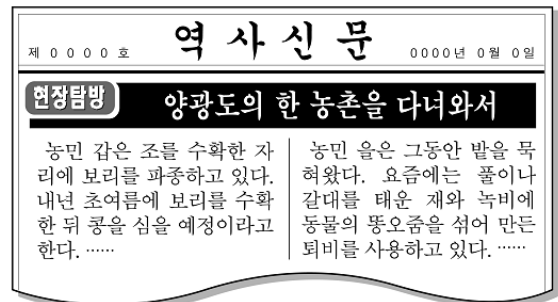 제 0 0 0 0 호
역 사 신 문
0000년 0월 0일
현장탐방
양광도의 한 농촌을 다녀와서
농민 갑은 조를 수확한 자
리에 보리를 파종하고 있다.
내년 초여름에 보리를 수확
한 뒤 콩을 심을 예정이라고
한다. ……
농민 을은 그동안 밭을 묵
혀왔다. 요즘에는 풀이나
갈대를 태운 재와 녹비에
동물의 똥오줌을 섞어 만든
퇴비를 사용하고 있다. ……